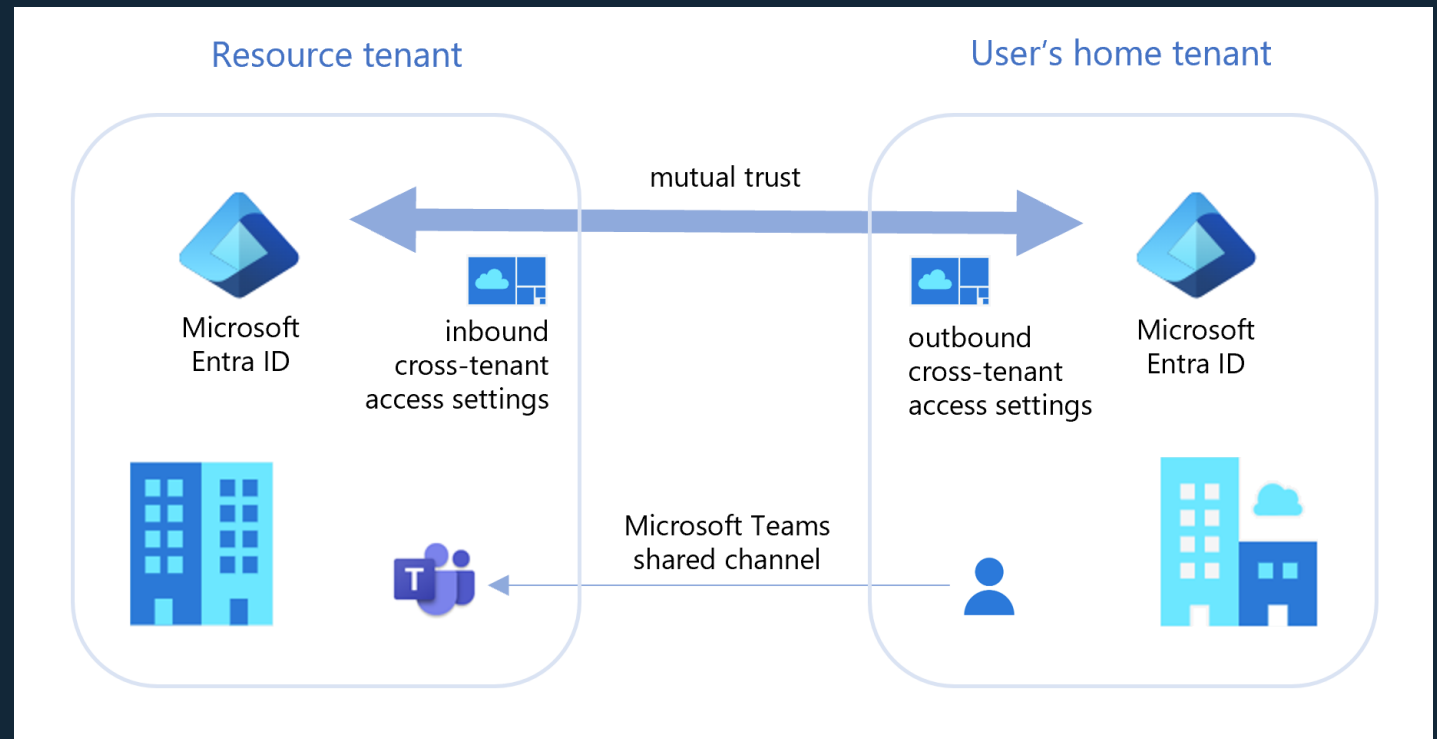 Resource tenant
User's home tenant
mutual trust
Microsoft
Entra ID
inbound
cross-tenant
access settings
outbound
cross-tenant
access settings
Microsoft
Entra ID
Microsoft Teams
shared channel
T